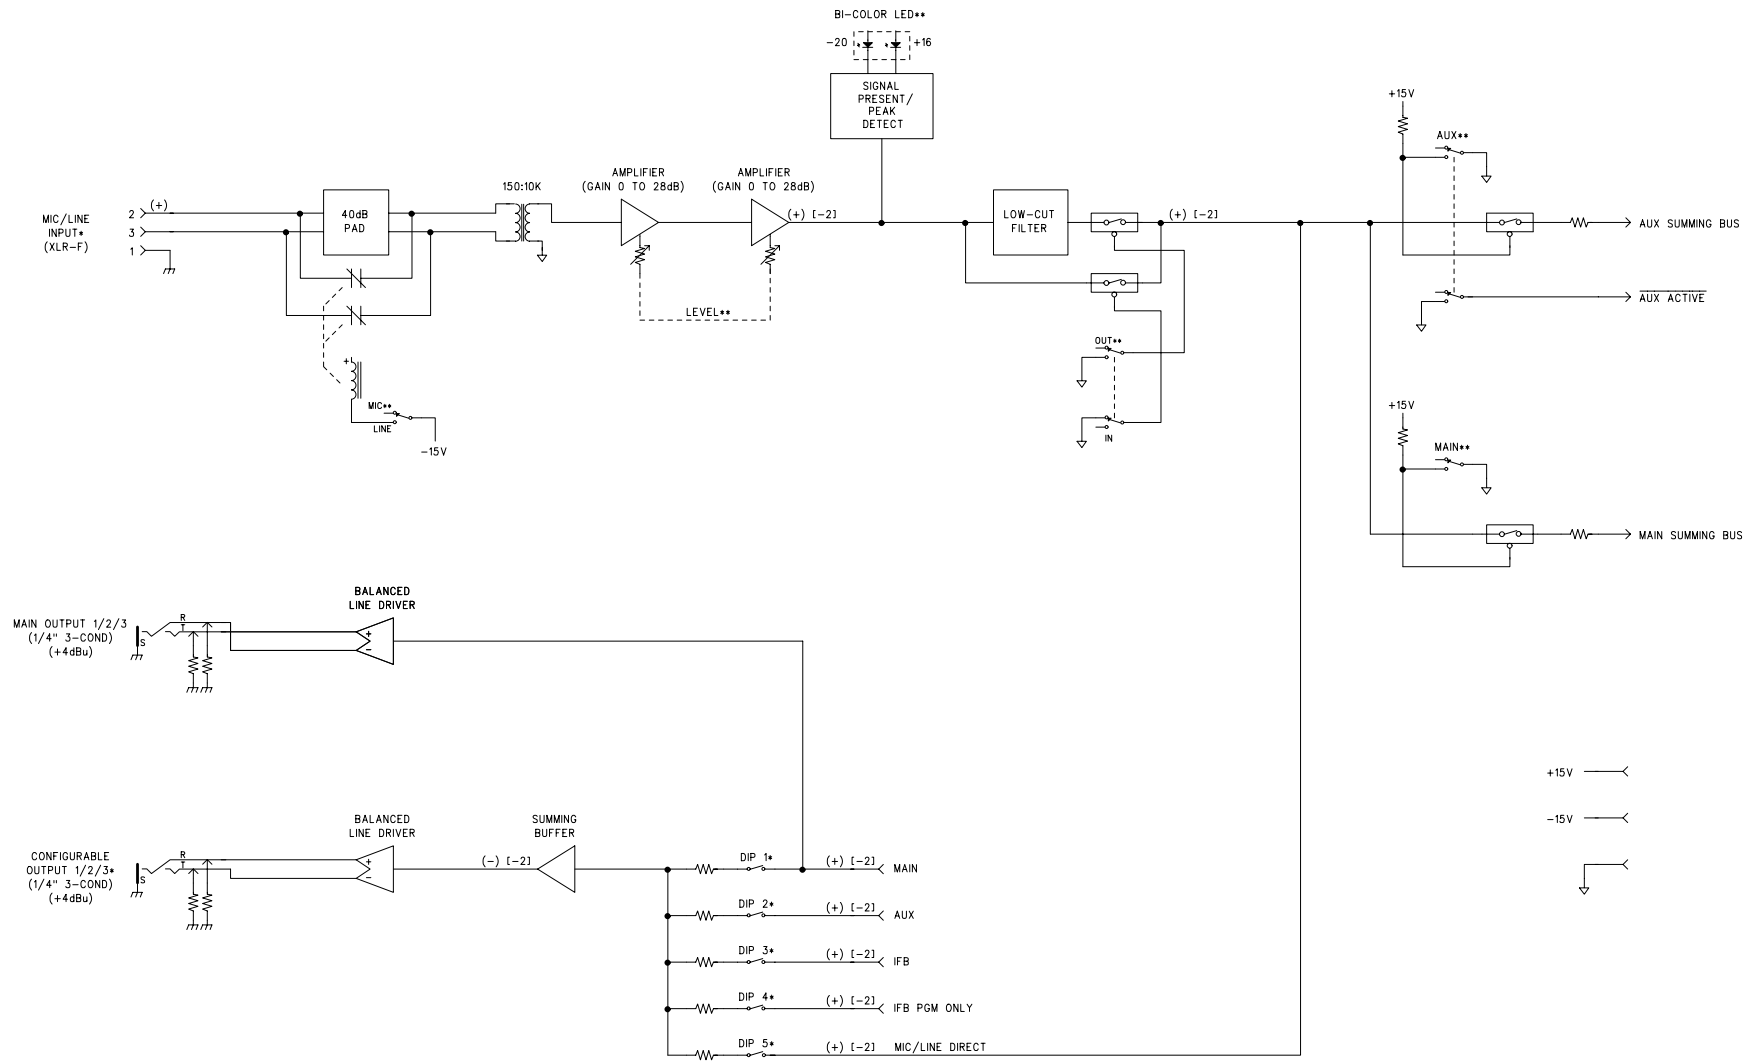 BI-COLOR LED**
-20
+16
SIGNAL
PRESENT/
PEAK
DETECT
+15V
AUX**
AMPLIFIER
(GAIN 0 TO 28dB)
AMPLIFIER
(GAIN 0 TO 28dB)
150:10K
MIC/LINE
INPUT*
(XLR-F)
2
(+)
3
1
40dB
PAD
(+) [-2]
LOW-CUT
FILTER
(+) [-2]
AUX SUMMING BUS
LEVEL**
AUX ACTIVE
OUT**
IN
+
MIC**
LINE
-15V
+15V
MAIN**
MAIN SUMMING BUS
BALANCED
LINE DRIVER
MAIN OUTPUT 1/2/3
(1/4" 3-COND)
(+4dBu)
R
T
S
+
-
+15V
-15V
BALANCED
LINE DRIVER
SUMMING
BUFFER
CONFIGURABLE
OUTPUT 1/2/3*
(1/4" 3-COND)
(+4dBu)
R
T
S
+
-
(-) [-2]
DIP 1*
(+) [-2]
MAIN
DIP 2*
(+) [-2]
AUX
DIP 3*
(+) [-2]
IFB
DIP 4*
(+) [-2]
IFB PGM ONLY
DIP 5*
(+) [-2]
MIC/LINE DIRECT